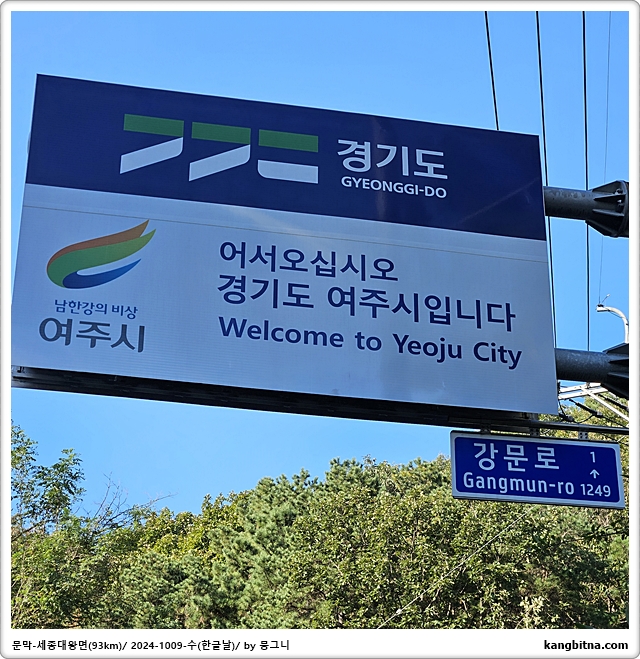 경기도
GYEONGGI-DO
어서오십시오
경기도 여주시입니다
Welcome to Yeoju City
남한강의 비상
여주시
강문로 1
↑
Gangmun-ro 1249
문막-세종대왕면(93km)/ 2024-1009-수(한글날)/ by 몽그니
kangbitna.com